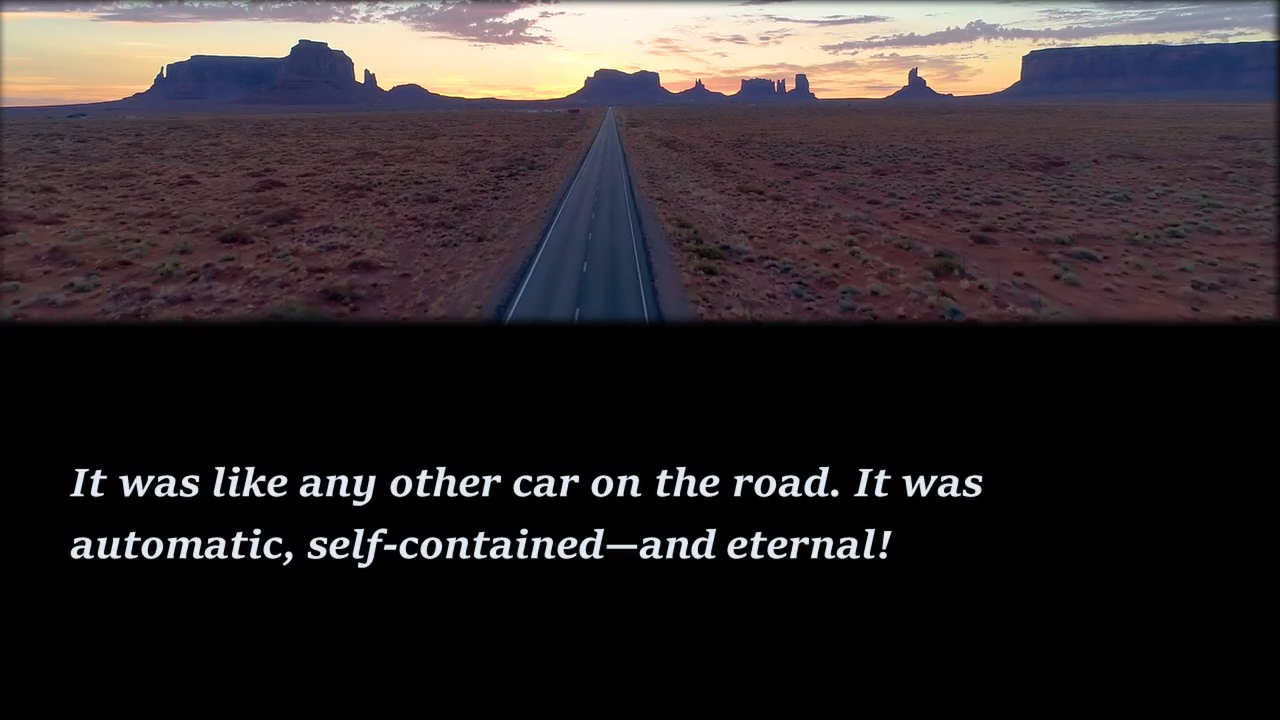 It was like any other car on the road. It was
automatic, self-contained—and eternal!